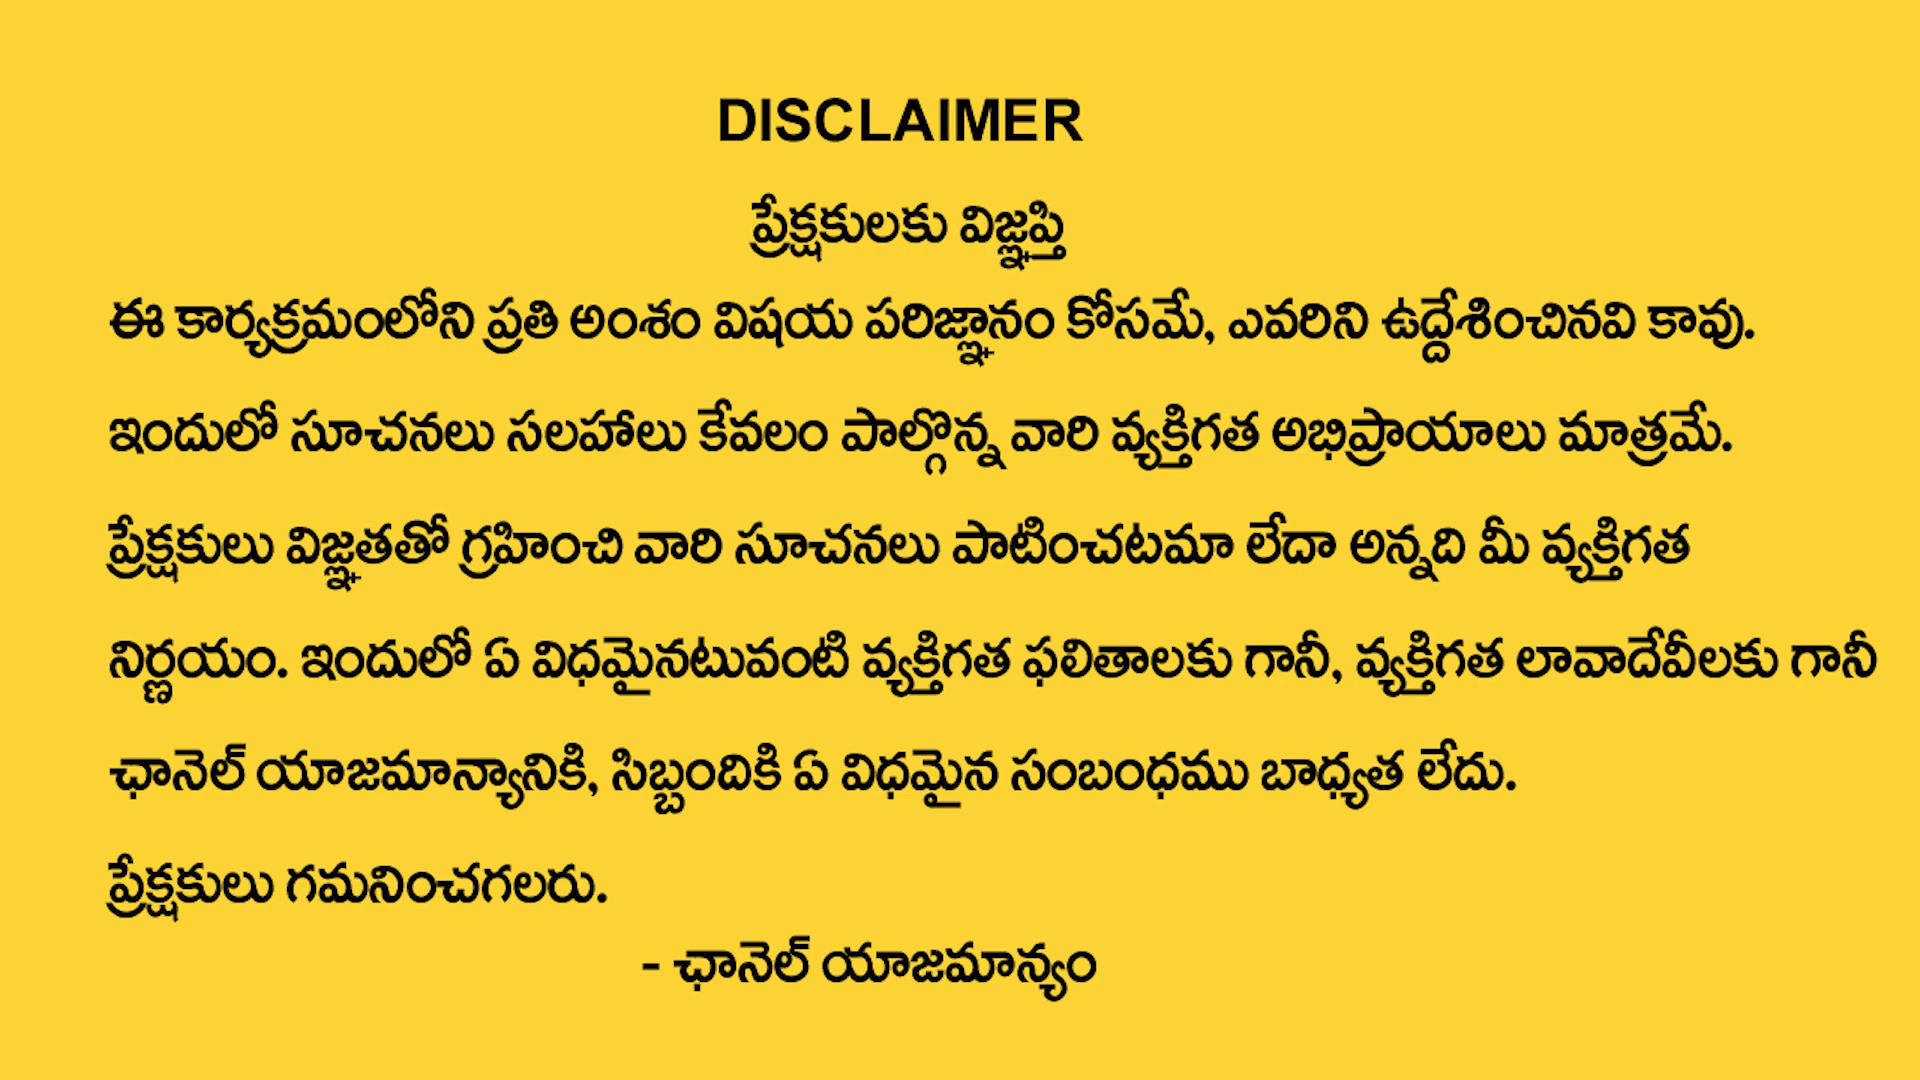 DISCLAIMER
ప్రేక్షకులకు విజ్ఞప్తి
ఈ కార్యక్రమంలోని ప్రతి అంశం విషయ పరిజ్ఞానం కోసమే, ఎవరిని ఉద్దేశించినవి కావు.
ఇందులో సూచనలు సలహాలు కేవలం పాల్గొన్న వారి వ్యక్తిగత అభిప్రాయాలు మాత్రమే.
ప్రేక్షకులు విజ్ఞతతో గ్రహించి వారి సూచనలు పాటించటమా లేదా అన్నది మీ వ్యక్తిగత
నిర్ణయం. ఇందులో ఏ విధమైనటువంటి వ్యక్తిగత ఫలితాలకు గానీ, వ్యక్తిగత లావాదేవీలకు గానీ
ఛానెల్ యాజమాన్యానికి, సిబ్బందికి ఏ విధమైన సంబంధము బాధ్యత లేదు.
ప్రేక్షకులు గమనించగలరు.
- ఛానెల్ యాజమాన్యం